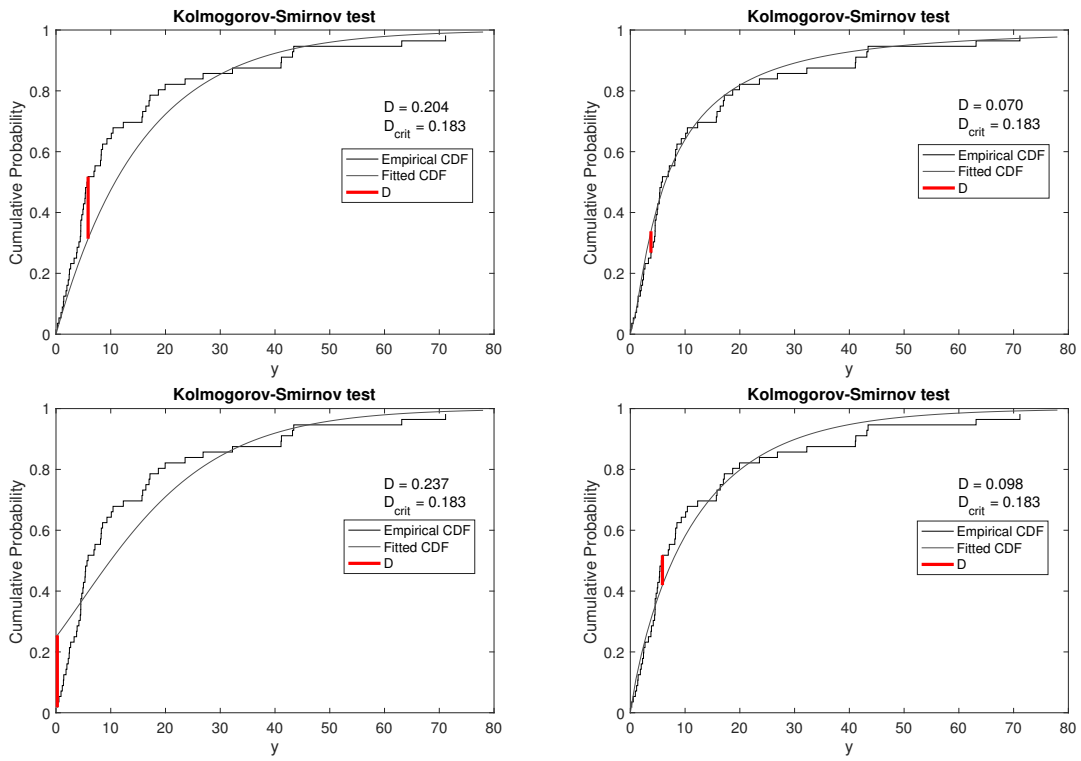 Kolmogorov-Smirnov test
Cumulative Probability
1
0.8
0.6
0.4
0.2
0
D = 0.204
Dcrit = 0.183
Empirical CDF
Fitted CDF
D
0 10 20 30 40 50 60 70 80
y
Kolmogorov-Smirnov test
Cumulative Probability
1
0.8
0.6
0.4
0.2
0
D = 0.070
Dcrit = 0.183
Empirical CDF
Fitted CDF
D
0 10 20 30 40 50 60 70 80
y
Kolmogorov-Smirnov test
Cumulative Probability
1
0.8
0.6
0.4
0.2
0
D = 0.237
Dcrit = 0.183
Empirical CDF
Fitted CDF
D
0 10 20 30 40 50 60 70 80
y
Kolmogorov-Smirnov test
Cumulative Probability
1
0.8
0.6
0.4
0.2
0
D = 0.098
Dcrit = 0.183
Empirical CDF
Fitted CDF
D
0 10 20 30 40 50 60 70 80
y